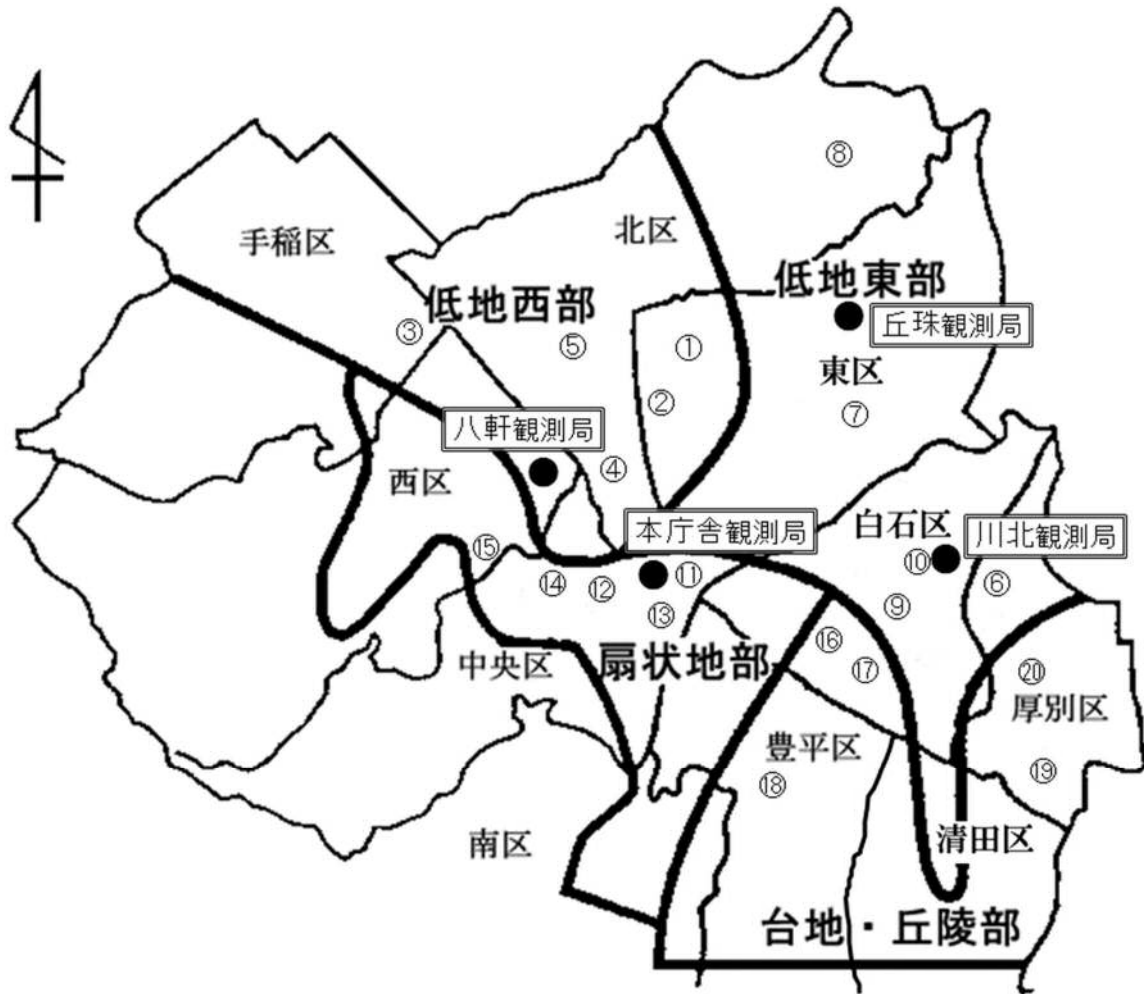 ⑧
手稲区
北区
低地西部
低地東部
③
⑤
①
丘珠観測局
東区
②
⑦
八軒観測局
④
西区
本庁舎観測局
白石区
川北観測局
⑮
⑭
⑫
⑪
⑩
⑥
⑬
⑨
中央区
扇状地部
⑯
⑰
⑳
厚別区
豊平区
⑱
⑲
南区
清田区
台地・丘陵部